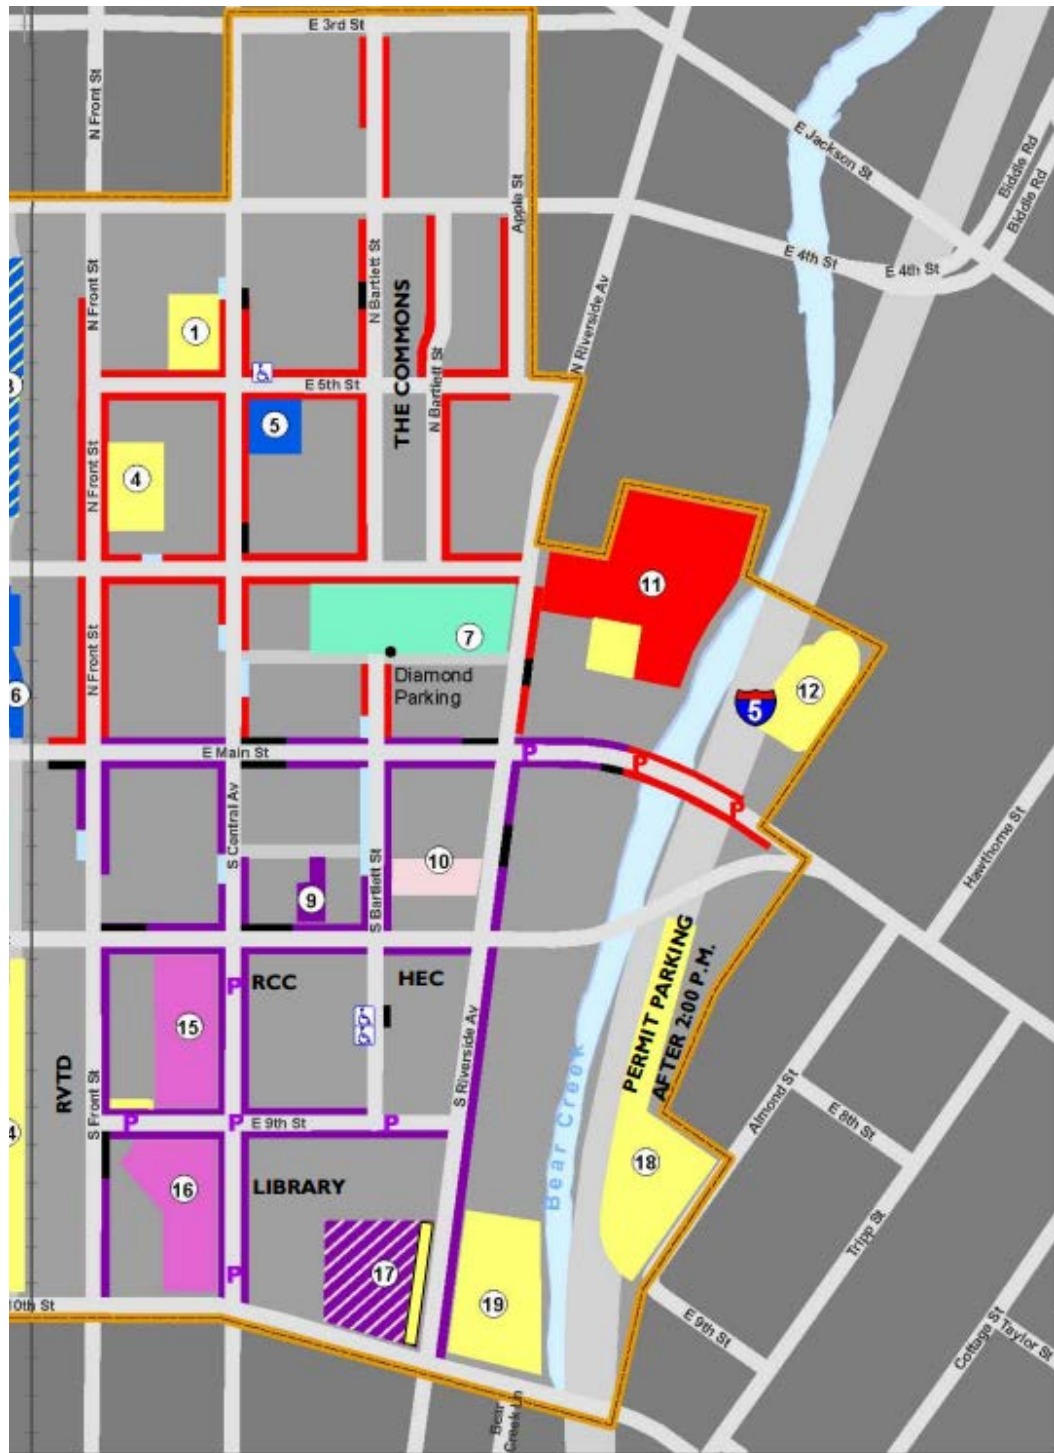 E 3rd St
N Front St
E Jackson St
Biddle Rd
Biddle Rd
Apple St
E 4th St
E 4th St
N Front St
N Bartlett St
THE COMMONS
N Riverside Av
1
E 5th St
N Bartlett St
5
N Front St
4
11
7
N Front St
Diamond
Parking
6
12
5
E Main St
P
P
P
S Central Av
Hawthorne St
10
S Bartlett St
9
PERMIT PARKING
AFTER 2:00 P.M.
RCC
HEC
P
15
S Riverside Av
RVTD
S Front St
Bear Creek
Almond St
E 8th St
P
P
E 9th St
P
4
18
16
LIBRARY
Tripp St
17
P
19
10th St
E 9th St
Cottage St
Taylor St
Bear
Creek Ln